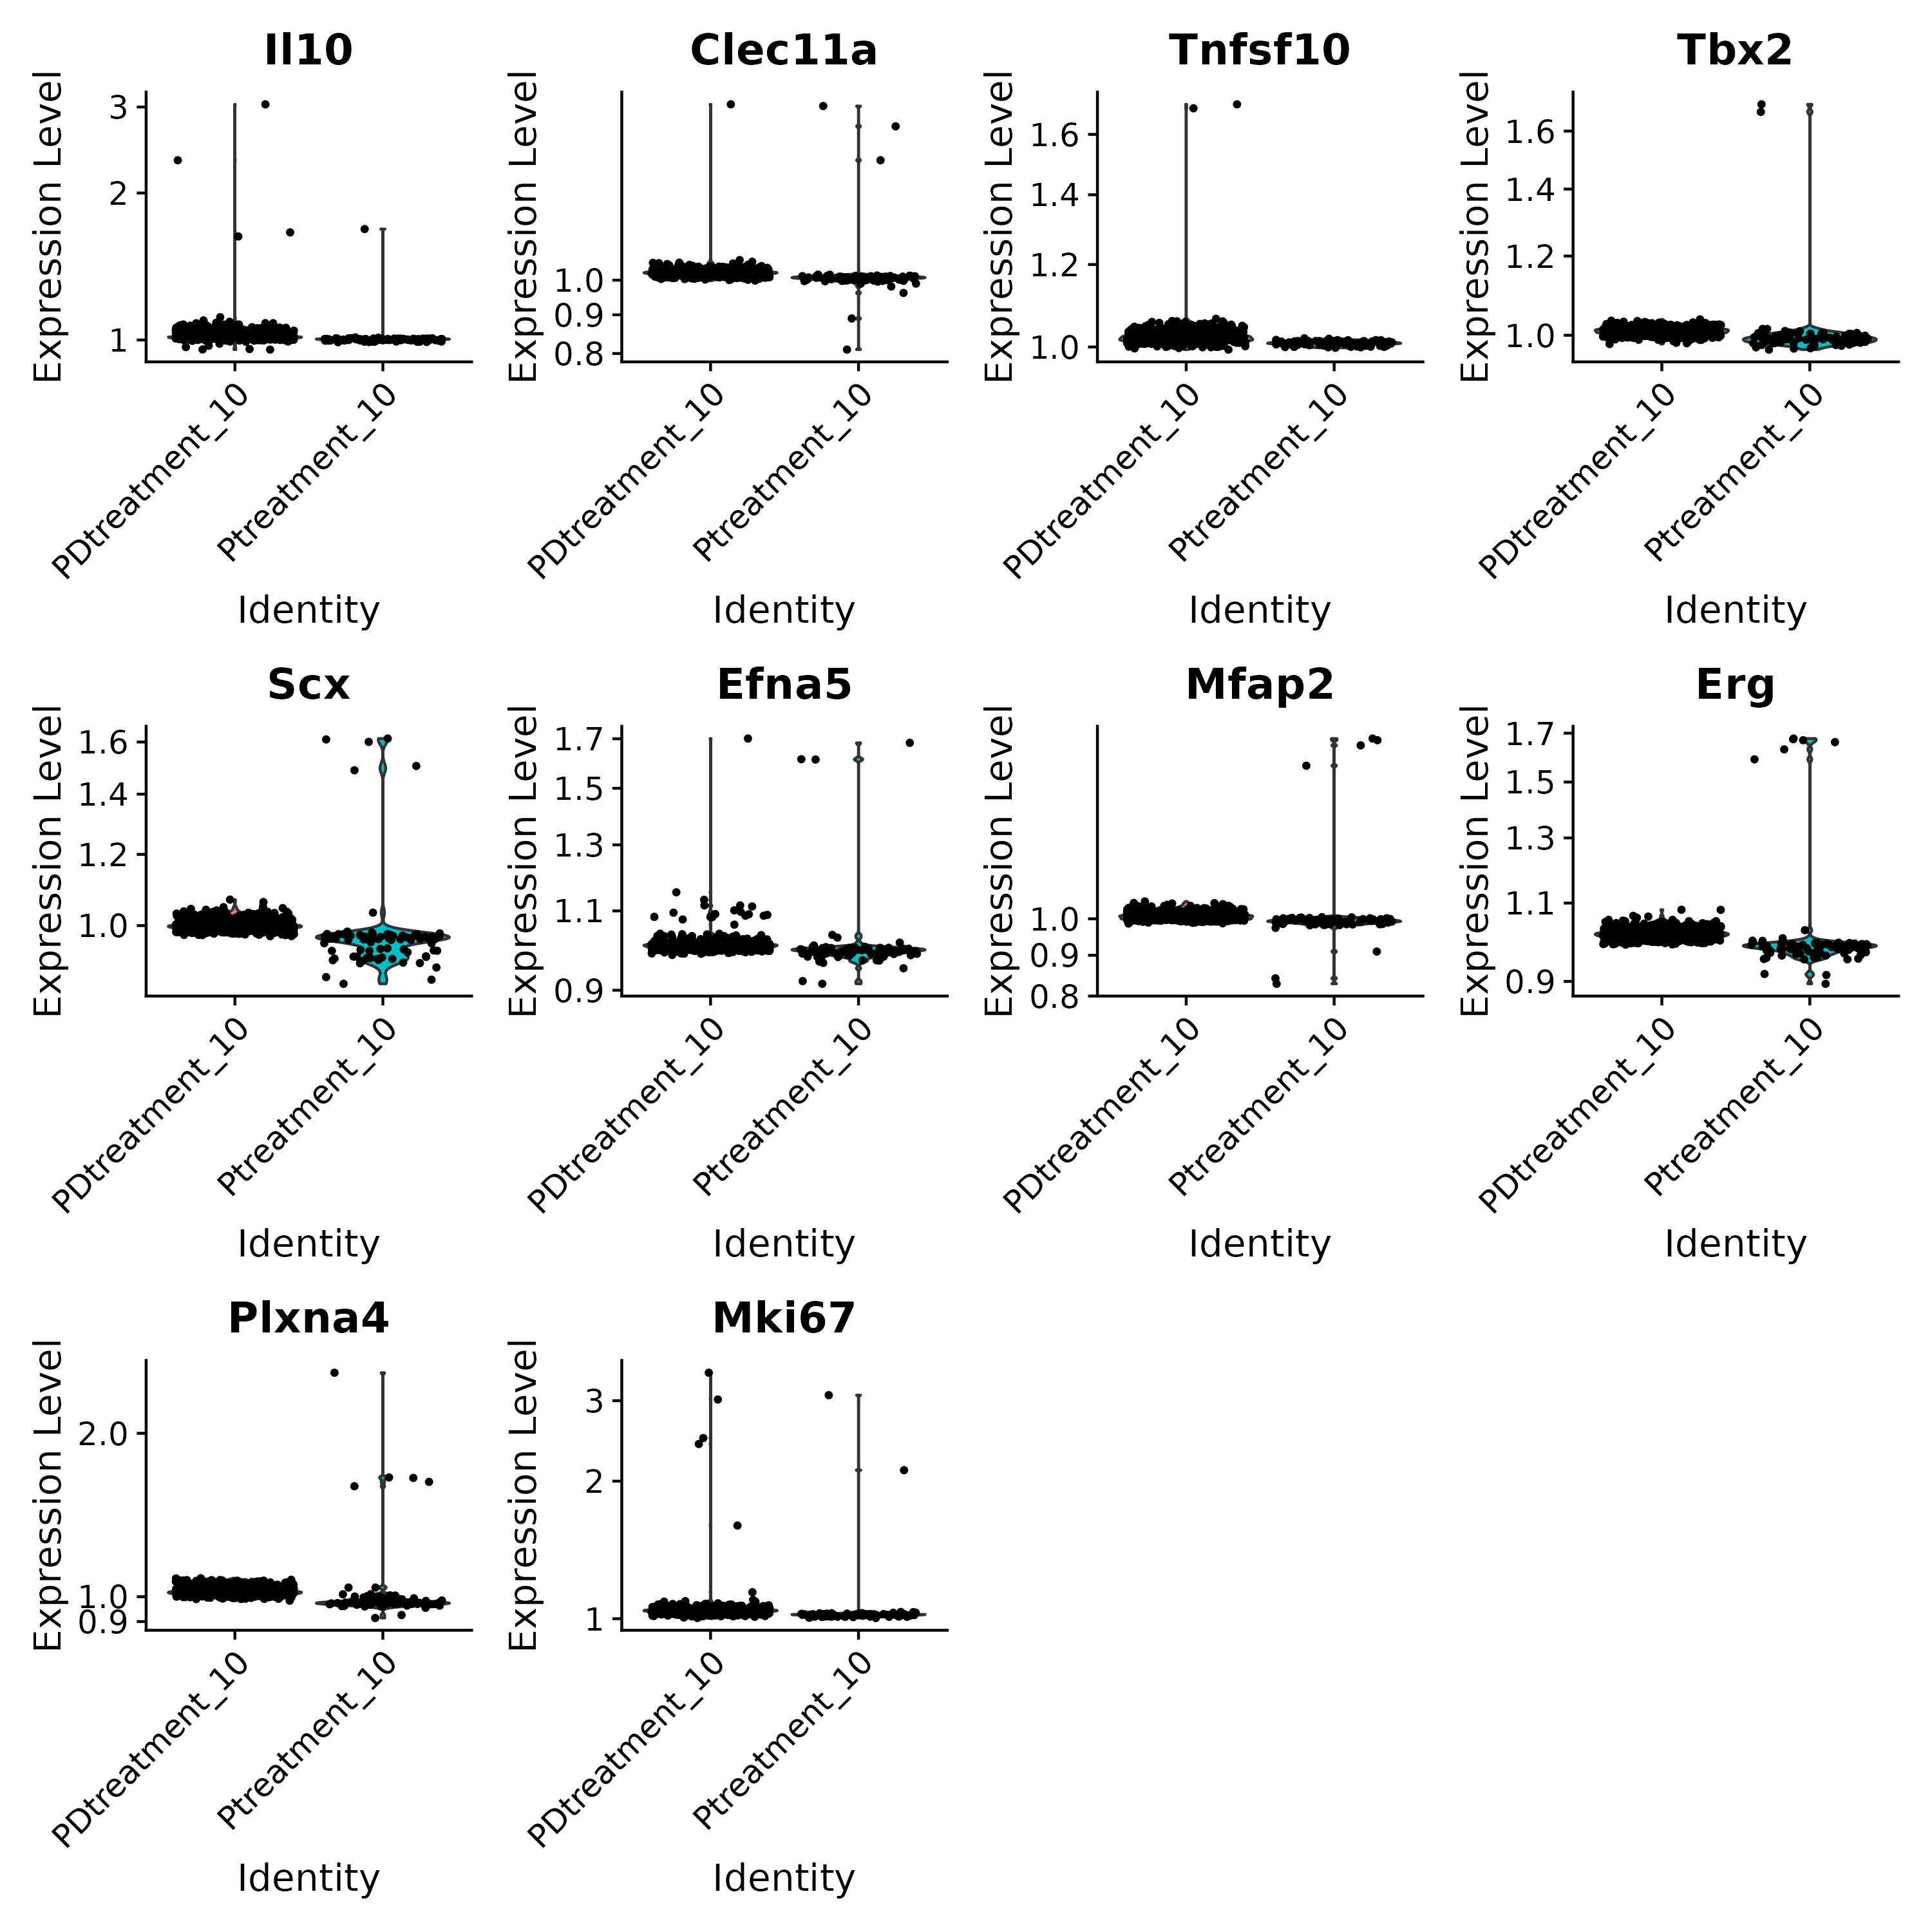 Il10
Expression Level
3
2
1
PDtreatment_10
Ptreatment_10
Identity
Clec11a
Expression Level
1.0
0.9
0.8
PDtreatment_10
Ptreatment_10
Identity
Tnfsf10
Expression Level
1.6
1.4
1.2
1.0
PDtreatment_10
Ptreatment_10
Identity
Tbx2
Expression Level
1.6
1.4
1.2
1.0
PDtreatment_10
Ptreatment_10
Identity
Scx
Expression Level
1.6
1.4
1.2
1.0
PDtreatment_10
Ptreatment_10
Identity
Efna5
Expression Level
1.7
1.5
1.3
1.1
0.9
PDtreatment_10
Ptreatment_10
Identity
Mfap2
Expression Level
1.0
0.9
0.8
PDtreatment_10
Ptreatment_10
Identity
Erg
Expression Level
1.7
1.5
1.3
1.1
0.9
PDtreatment_10
Ptreatment_10
Identity
Plxna4
Expression Level
2.0
1.0
0.9
PDtreatment_10
Ptreatment_10
Identity
Mki67
Expression Level
3
2
1
PDtreatment_10
Ptreatment_10
Identity